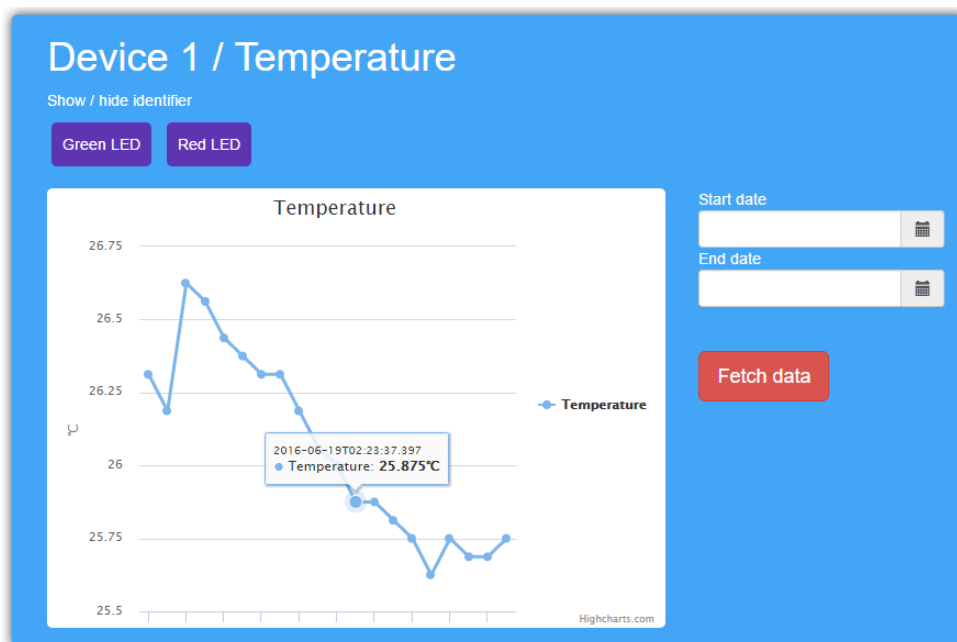 Device 1 / Temperature
Show / hide identifier
Green LED
Red LED
Temperature
26.75
26.5
26.25
26
25.75
25.5
°C
2016-06-19T02:23:37.397
Temperature: 25.875°C
Temperature
Highcharts.com
Start date
End date
Fetch data